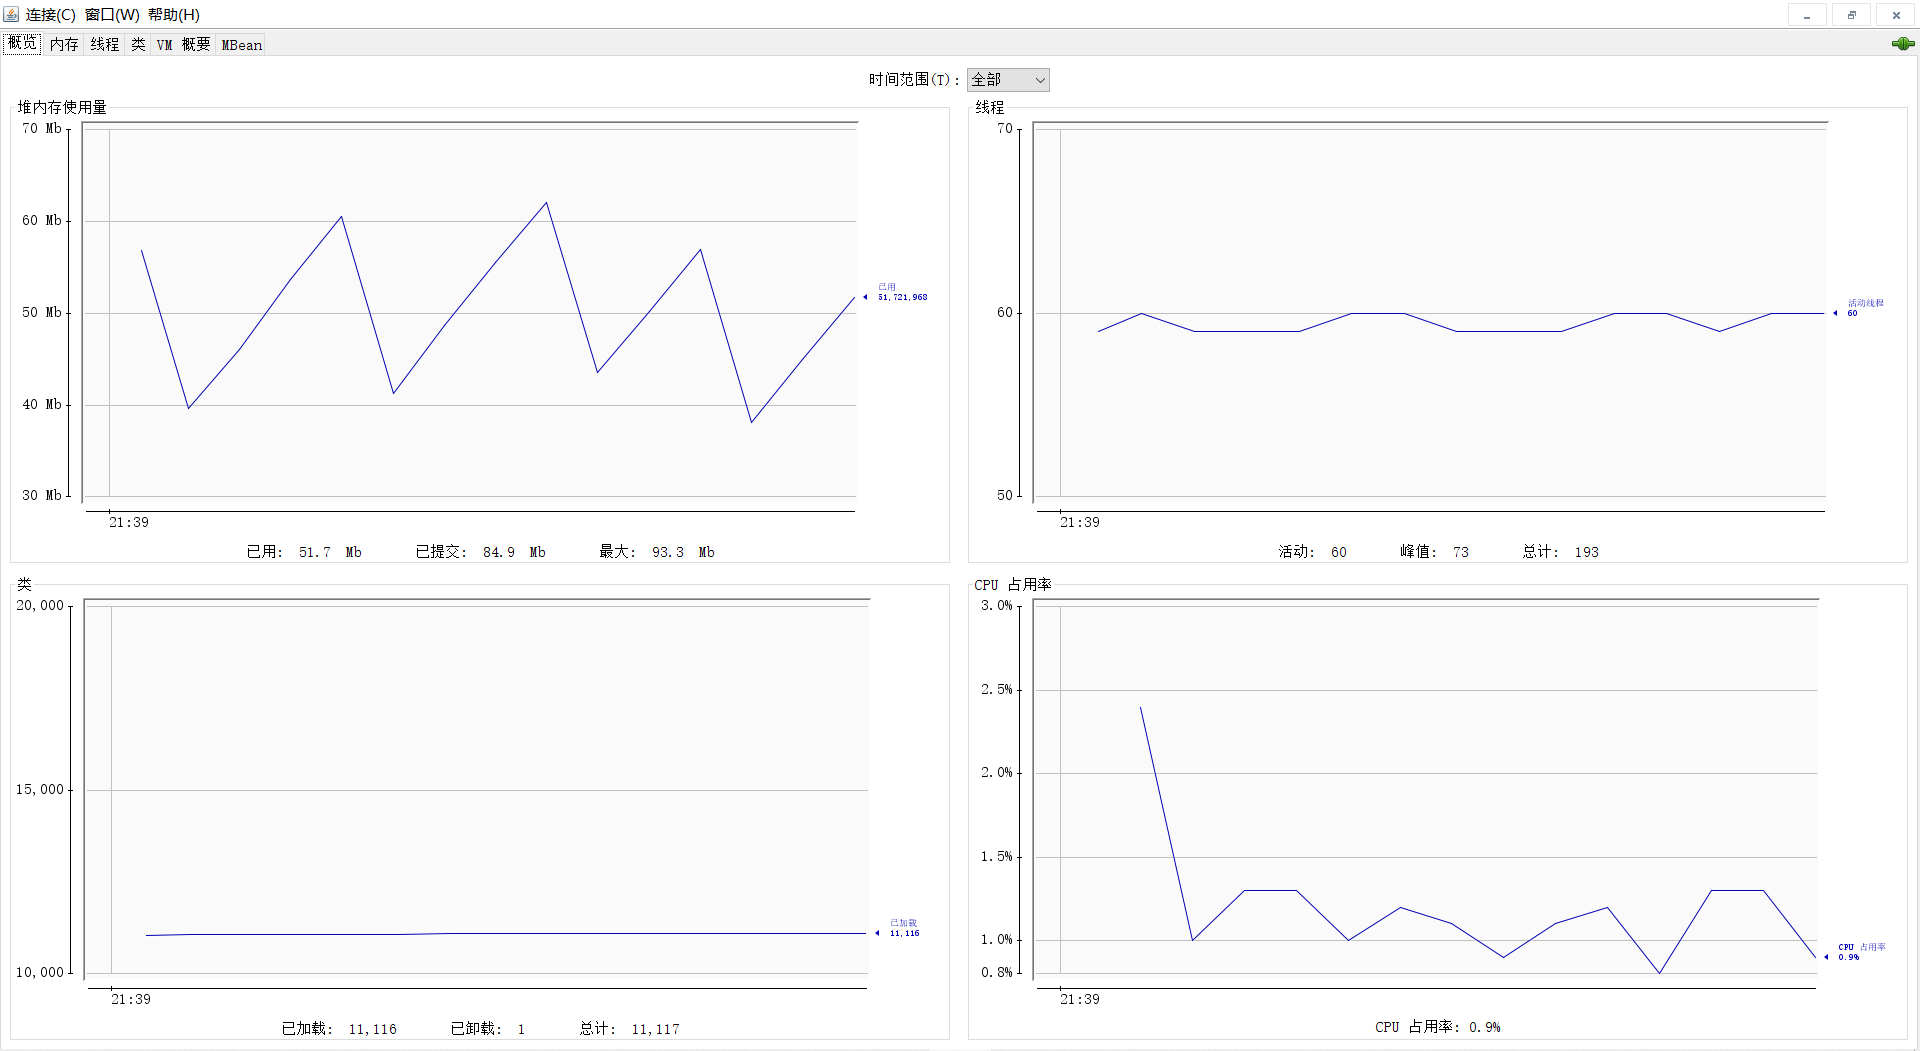 连接(C) 窗口(W) 帮助(H)
概览 内存 线程 类 VM 概要 MBean
时间范围(T): 全部
堆内存使用量
70 Mb
60 Mb
50 Mb
40 Mb
30 Mb
已用
51,721,968
21:39
已用: 51.7 Mb 已提交: 84.9 Mb 最大: 93.3 Mb
线程
70
60
50
活动线程
60
21:39
活动: 60 峰值: 73 总计: 193
类
20,000
15,000
10,000
已加载
11,116
21:39
已加载: 11,116 已卸载: 1 总计: 11,117
CPU 占用率
3.0%
2.5%
2.0%
1.5%
1.0%
0.8%
CPU 占用率
0.9%
21:39
CPU 占用率: 0.9%